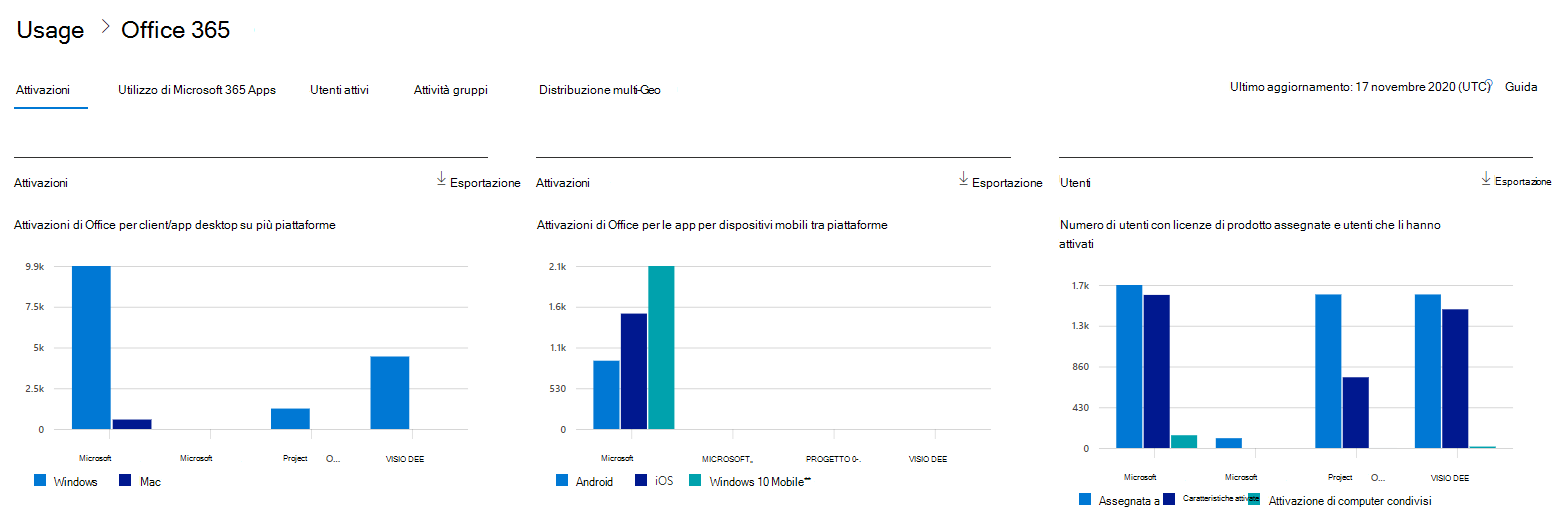 Usage > Office 365
Attivazioni Utilizzo di Microsoft 365 Apps Utenti attivi Attività gruppi Distribuzione multi-Geo Ultimo aggiornamento: 17 novembre 2020 (UTC) Guida
Attivazioni Esportazione
Attivazioni di Office per client/app desktop su più piattaforme
9.9k
7.5k
5k
2.5k
0
Microsoft Microsoft Project O... VISIO DEE
Windows Mac
Attivazioni Esportazione
Attivazioni di Office per le app per dispositivi mobili tra piattaforme
2.1k
1.6k
1.1k
530
0
Microsoft MICROSOFT.. PROGETTO 0-. VISIO DEE
Android iOS Windows 10 Mobile**
Utenti Esportazione
Numero di utenti con licenze di prodotto assegnate e utenti che li hanno
attivati
1.7k
1.3k
860
430
0
Microsoft Microsoft Project O... VISIO DEE
Assegnata a Caratteristiche attivate Attivazione di computer condivisi